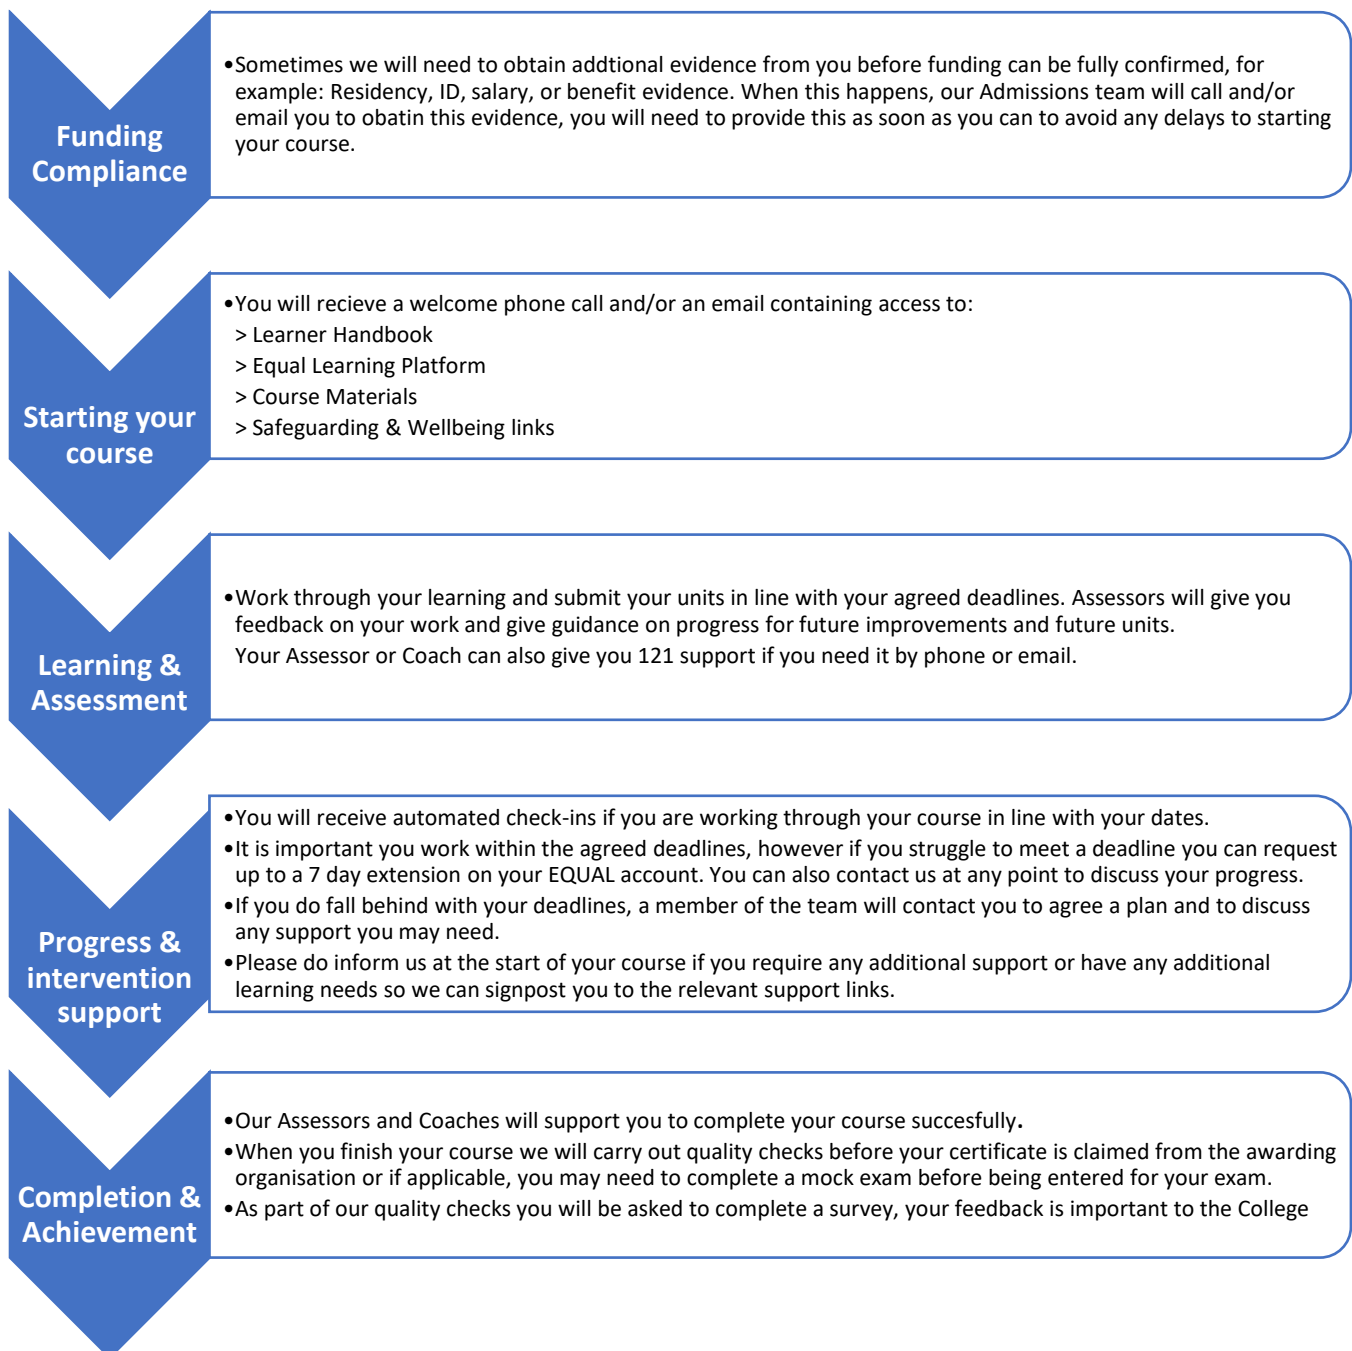 Funding
Compliance
•Sometimes we will need to obtain addtional evidence from you before funding can be fully confirmed, for
example: Residency, ID, salary, or benefit evidence. When this happens, our Admissions team will call and/or
email you to obatin this evidence, you will need to provide this as soon as you can to avoid any delays to starting
your course.
Starting your
course
•You will recieve a welcome phone call and/or an email containing access to:
> Learner Handbook
> Equal Learning Platform
> Course Materials
> Safeguarding & Wellbeing links
Learning &
Assessment
•Work through your learning and submit your units in line with your agreed deadlines. Assessors will give you
feedback on your work and give guidance on progress for future improvements and future units.
Your Assessor or Coach can also give you 121 support if you need it by phone or email.
Progress &
intervention
support
•You will receive automated check-ins if you are working through your course in line with your dates.
•It is important you work within the agreed deadlines, however if you struggle to meet a deadline you can request
up to a 7 day extension on your EQUAL account. You can also contact us at any point to discuss your progress.
•If you do fall behind with your deadlines, a member of the team will contact you to agree a plan and to discuss
any support you may need.
•Please do inform us at the start of your course if you require any additional support or have any additional
learning needs so we can signpost you to the relevant support links.
Completion &
Achievement
•Our Assessors and Coaches will support you to complete your course succesfully.
•When you finish your course we will carry out quality checks before your certificate is claimed from the awarding
organisation or if applicable, you may need to complete a mock exam before being entered for your exam.
•As part of our quality checks you will be asked to complete a survey, your feedback is important to the College